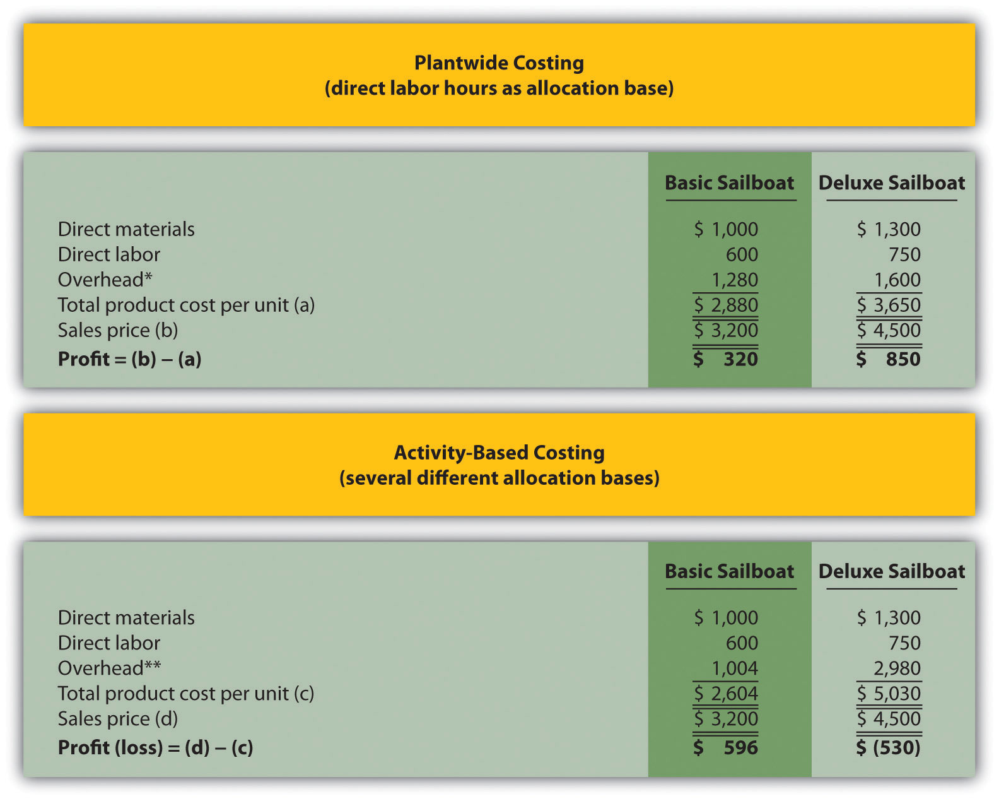 Plantwide Costing
(direct labor hours as allocation base)
Basic Sailboat Deluxe Sailboat
Direct materials $ 1,000 $ 1,300
Direct labor 600 750
Overhead* 1,280 1,600
Total product cost per unit (a) $ 2,880 $ 3,650
Sales price (b) $ 3,200 $ 4,500
Profit = (b) – (a) $ 320 $ 850
Activity-Based Costing
(several different allocation bases)
Basic Sailboat Deluxe Sailboat
Direct materials $ 1,000 $ 1,300
Direct labor 600 750
Overhead** 1,004 2,980
Total product cost per unit (c) $ 2,604 $ 5,030
Sales price (d) $ 3,200 $ 4,500
Profit (loss) = (d) – (c) $ 596 $ (530)